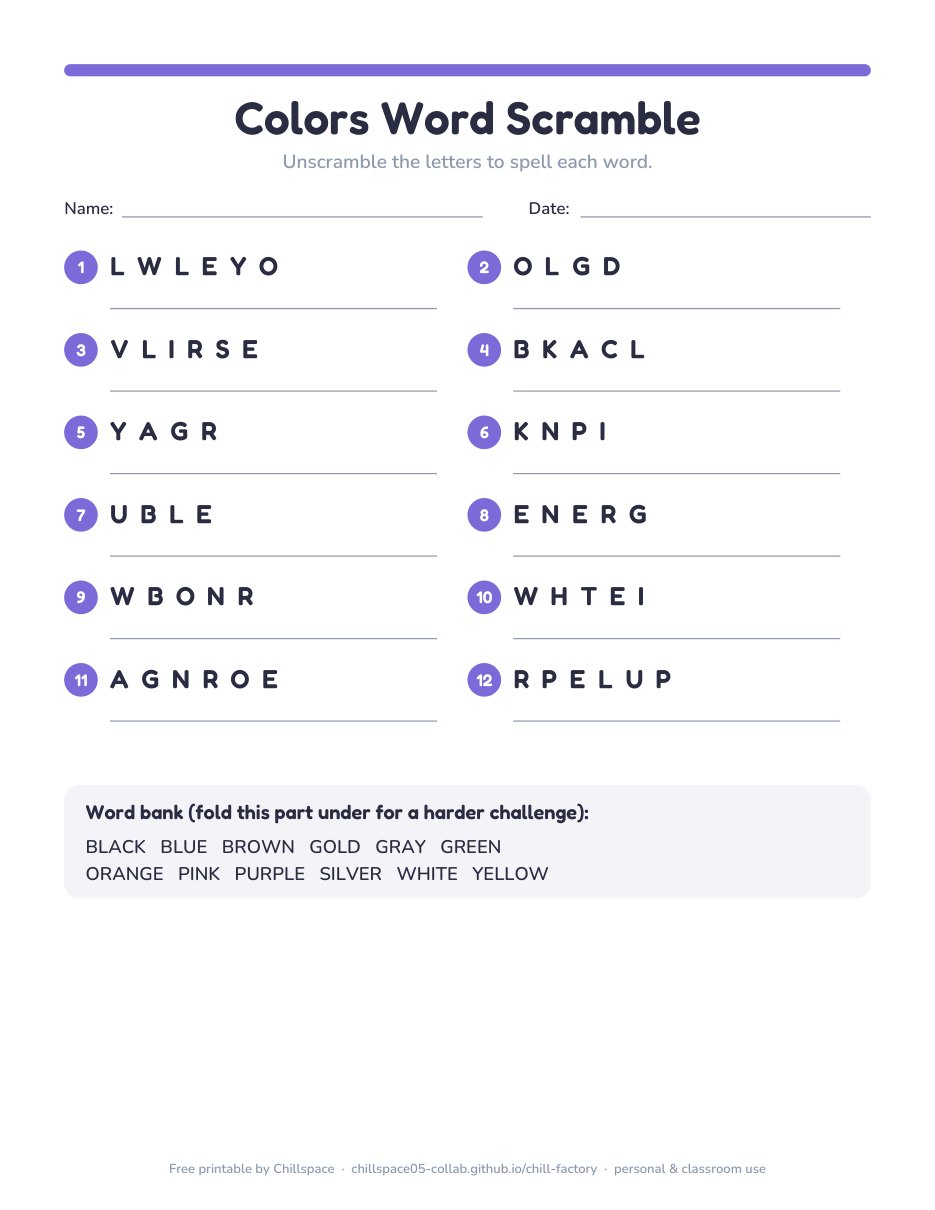 Colors Word Scramble
Unscramble the letters to spell each word.
Name: Date:
1 L W L E Y O 2 O L G D
3 V L I R S E 4 B K A C L
5 Y A G R 6 K N P I
7 U B L E 8 E N E R G
9 W B O N R 10 W H T E I
11 A G N R O E 12 R P E L U P
Word bank (fold this part under for a harder challenge):
BLACK BLUE BROWN GOLD GRAY GREEN
ORANGE PINK PURPLE SILVER WHITE YELLOW
Free printable by Chillspace · chillspace05-collab.github.io/chill-factory · personal & classroom use